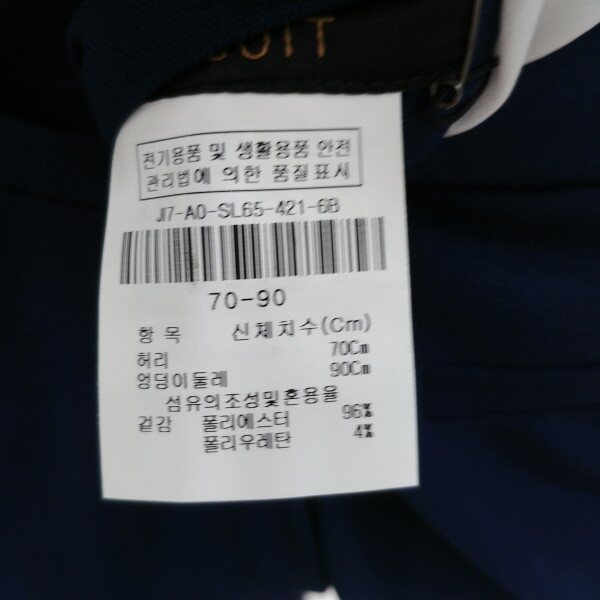 SUIT
전기용품 및 생활용품 안전
관리법에 의한 품질표시
JI7-A0-SL65-421-6B
70-90
항 목 신체치수(Cm)
허리 70Cm
엉덩이둘레 90Cm
섬유의조성및혼용율
겉감 폴리에스터 96%
폴리우레탄 4%